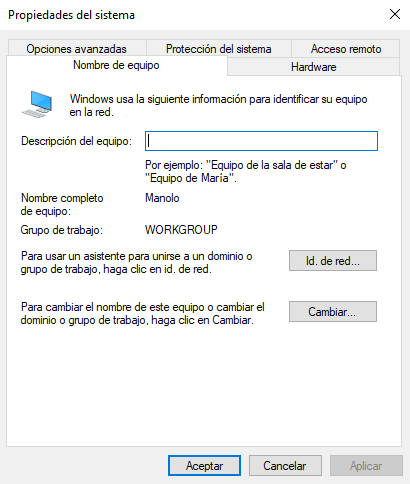 Propiedades del sistema
Opciones avanzadas
Protección del sistema
Acceso remoto
Nombre de equipo
Hardware
Windows usa la siguiente información para identificar su equipo
en la red.
Descripción del equipo:
Por ejemplo: "Equipo de la sala de estar" o
"Equipo de María".
Nombre completo
de equipo:
Manolo
Grupo de trabajo:
WORKGROUP
Para usar un asistente para unirse a un dominio o
grupo de trabajo, haga clic en id. de red.
Id. de red...
Para cambiar el nombre de este equipo o cambiar el
dominio o grupo de trabajo, haga clic en Cambiar.
Cambiar...
Aceptar
Cancelar
Aplicar